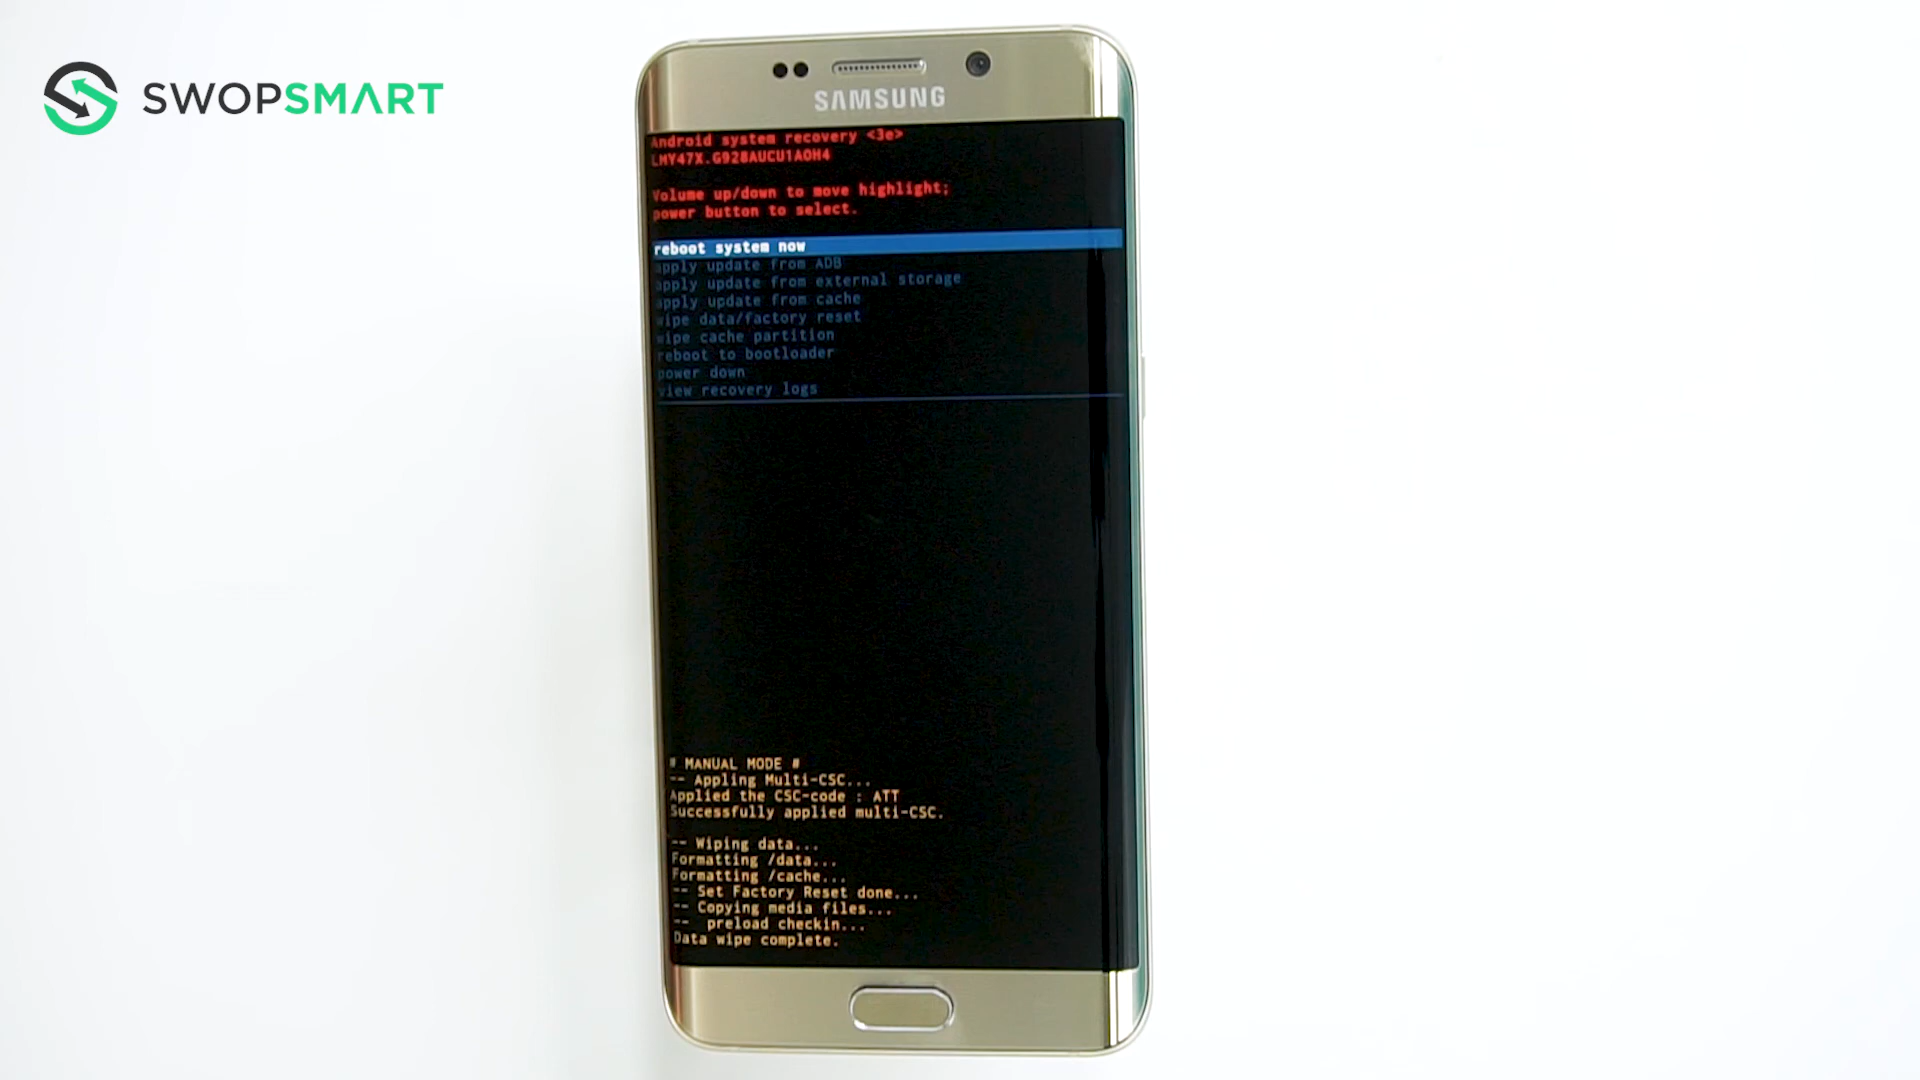 SWOPSMART
SAMSUNG
Android system recovery <3e>
LMY47X.G928AUCU1AOH4
Volume up/down to move highlight;
power button to select.
reboot system now
apply update from ADB
apply update from external storage
apply update from cache
wipe data/factory reset
wipe cache partition
reboot to bootloader
power down
view recovery logs
# MANUAL MODE #
-- Appling Multi-CSC...
Applied the CSC-code : ATT
Successfully applied multi-CSC.
-- Wiping data...
Formatting /data...
Formatting /cache...
-- Set Factory Reset done...
-- Copying media files...
-- preload checkin...
Data wipe complete.